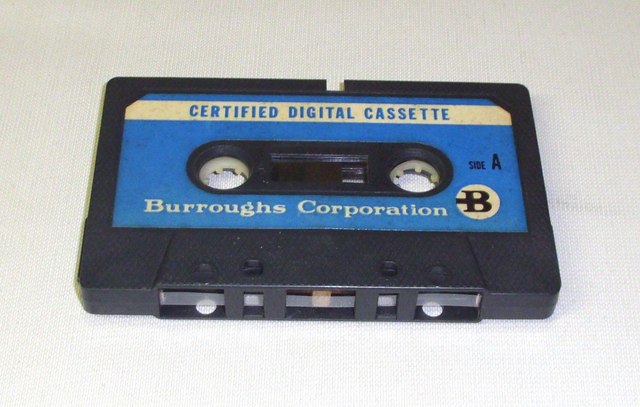 CERTIFIED DIGITAL CASSETTE
SIDE A
Burroughs Corporation B